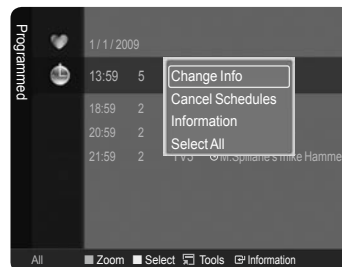 Programmed
1 / 1 / 2009
13:59 5
Change Info
Cancel Schedules
Information
Select All
18:59 2
20:59 2
21:59 2 TV3 M.Spillane's mike Hamme
All Zoom Select Tools Information